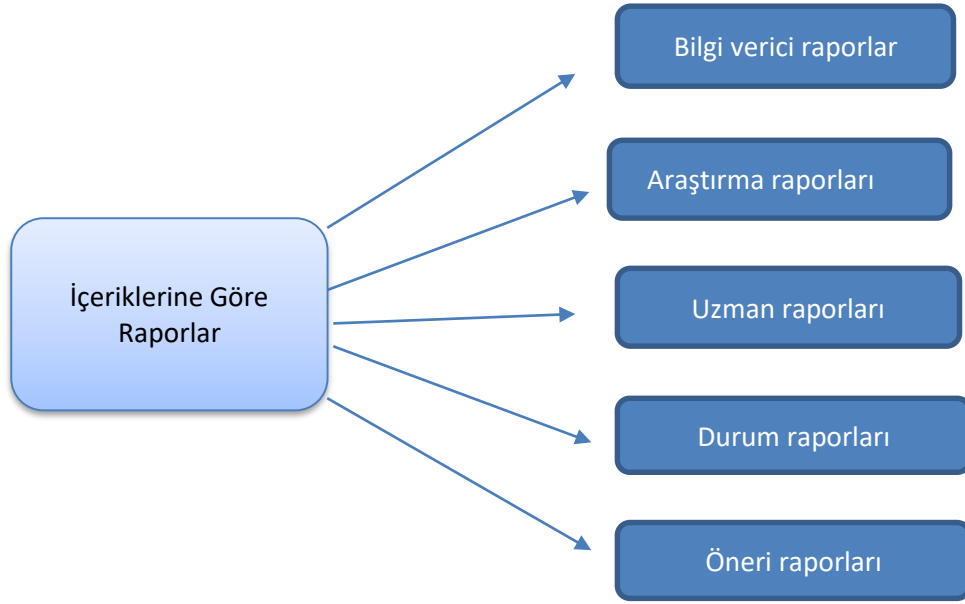 İçeriklerine Göre
Raporlar
Bilgi verici raporlar
Araştırma raporları
Uzman raporları
Durum raporları
Öneri raporları